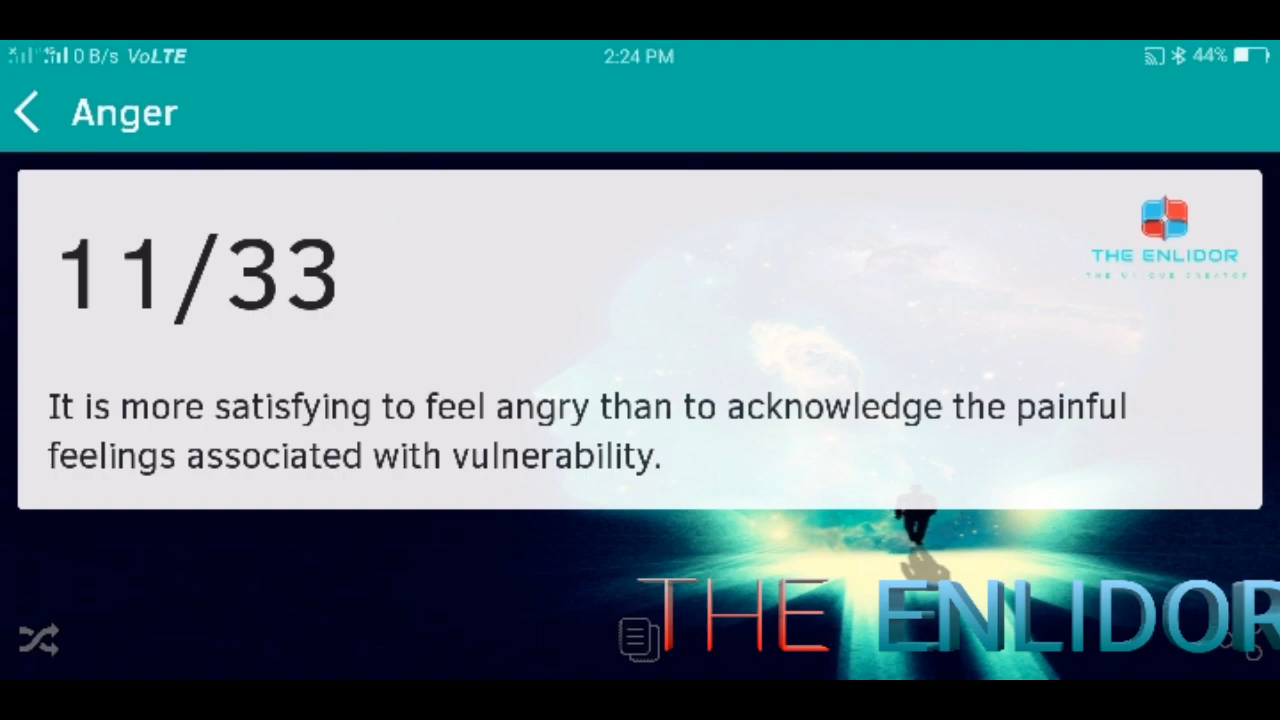 0 B/s VoLTE
2:24 PM
44%
Anger
11/33
THE ENLIDOR
It is more satisfying to feel angry than to acknowledge the painful
feelings associated with vulnerability.
THE ENLIDOR